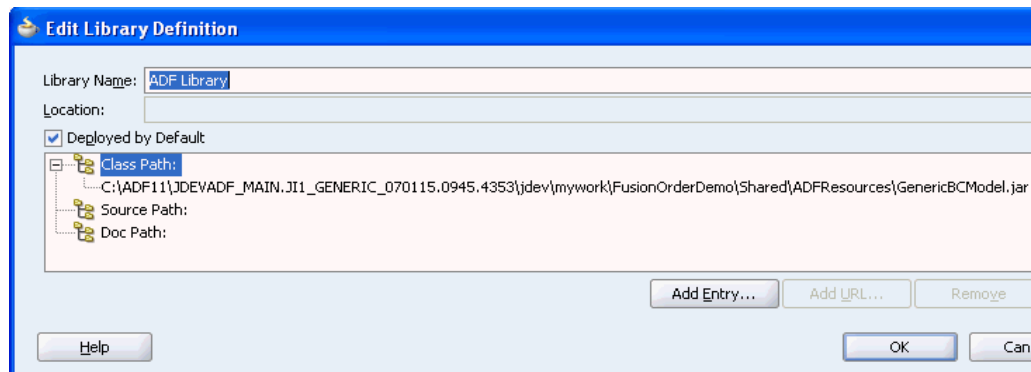 Edit Library Definition
Library Name: ADF Library
Location:
Deployed by Default
Class Path:
C:\ADF11\JDEVADF_MAIN.JI1_GENERIC_070115.0945.4353\jdev\mywork\FusionOrderDemo\Shared\ADFResources\GenericBCModel.jar
Source Path:
Doc Path:
Add Entry... Add URL... Remove
Help OK Can